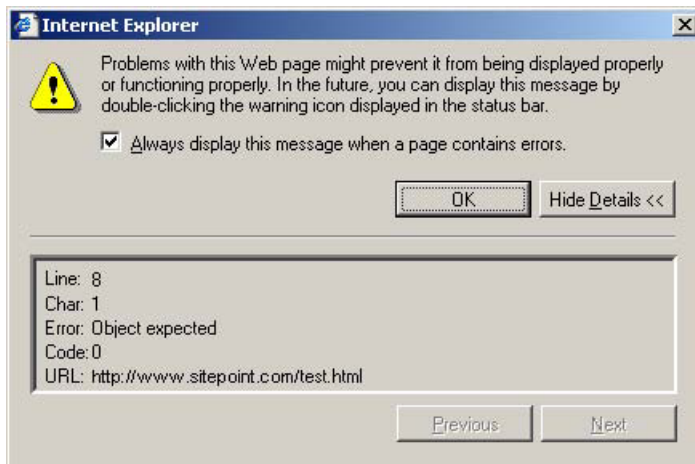 Internet Explorer
Problems with this Web page might prevent it from being displayed properly
or functioning properly. In the future, you can display this message by
double-clicking the warning icon displayed in the status bar.
Always display this message when a page contains errors.
OK
Hide Details <<
Line: 8
Char: 1
Error: Object expected
Code: 0
URL: http://www.sitepoint.com/test.html
Previous
Next